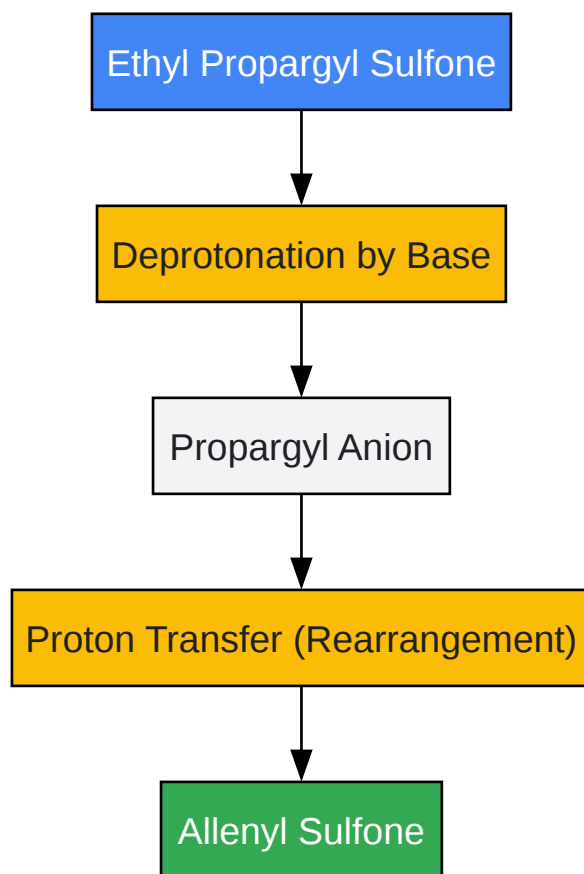 Ethyl Propargyl Sulfone
Deprotonation by Base
Propargyl Anion
Proton Transfer (Rearrangement)
Allenyl Sulfone